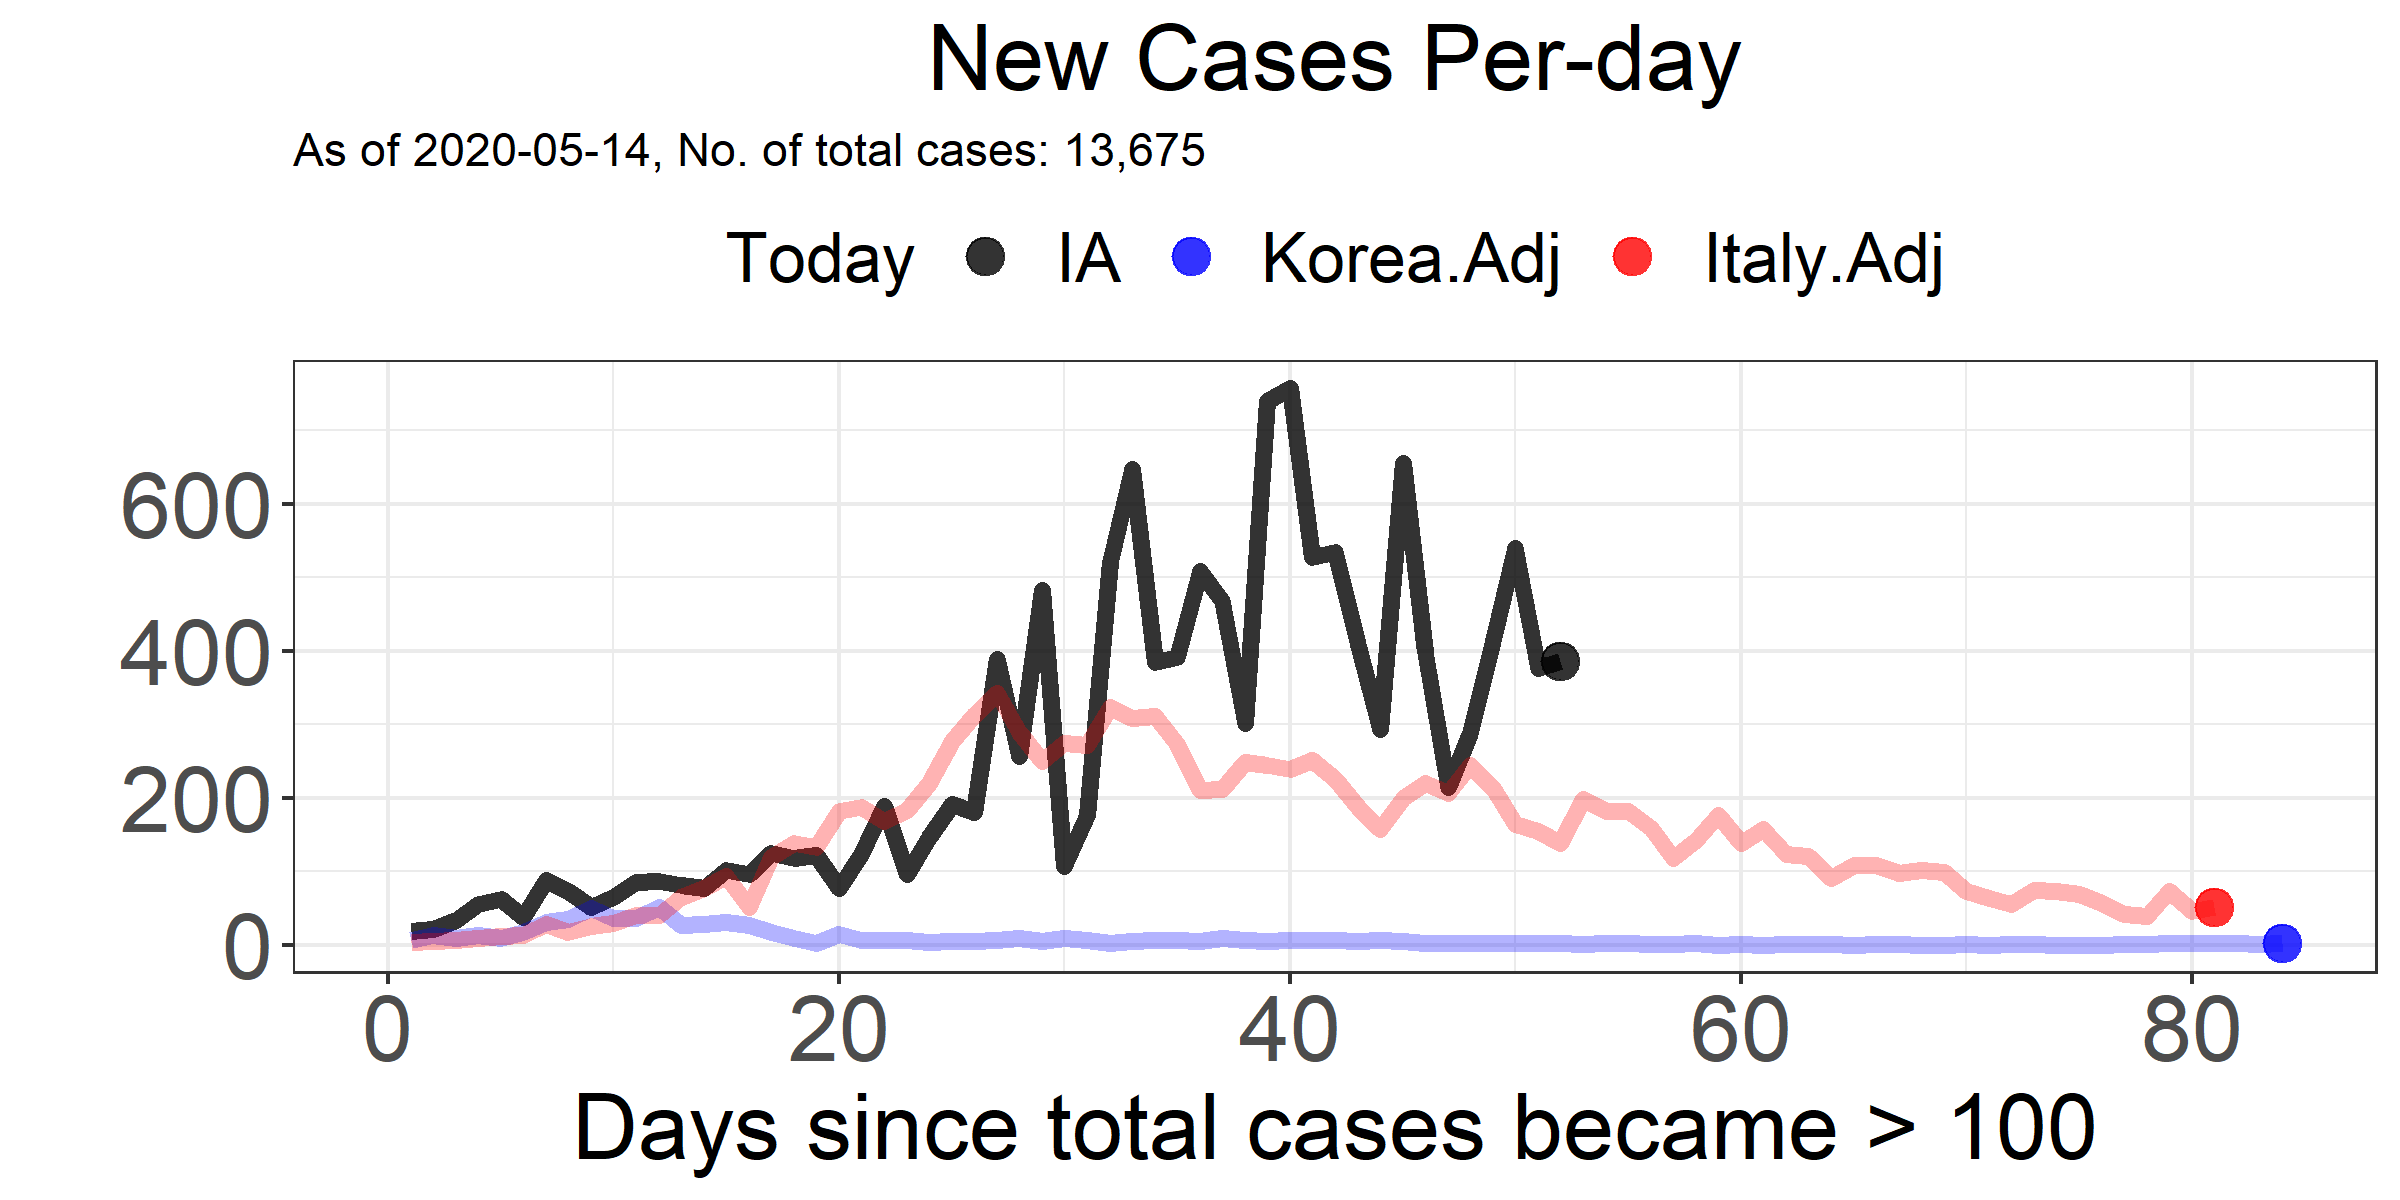 New Cases Per-day
As of 2020-05-14, No. of total cases: 13,675
Today IA Korea.Adj Italy.Adj
600
400
200
0
0 20 40 60 80
Days since total cases became > 100